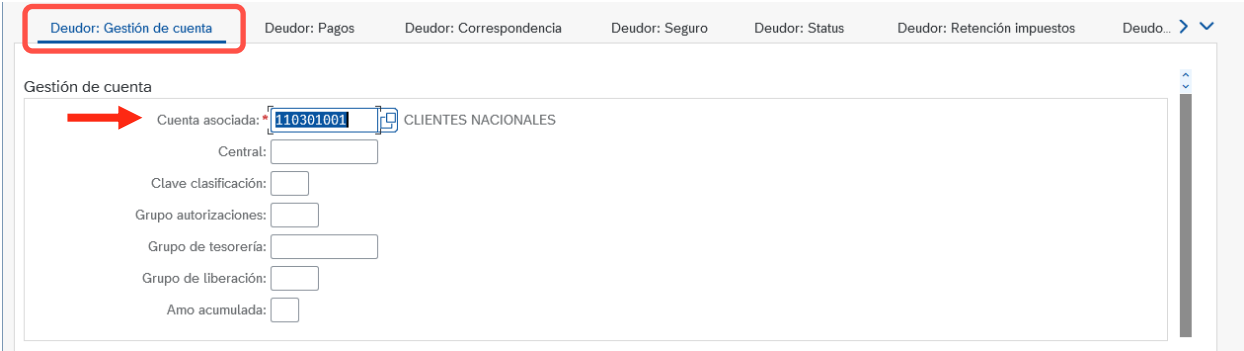 Deudor: Gestión de cuenta Deudor: Pagos Deudor: Correspondencia Deudor: Seguro Deudor: Status Deudor: Retención impuestos Deudo...
Gestión de cuenta
Cuenta asociada: * 110301001 CLIENTES NACIONALES
Central:
Clave clasificación:
Grupo autorizaciones:
Grupo de tesorería:
Grupo de liberación:
Amo acumulada: